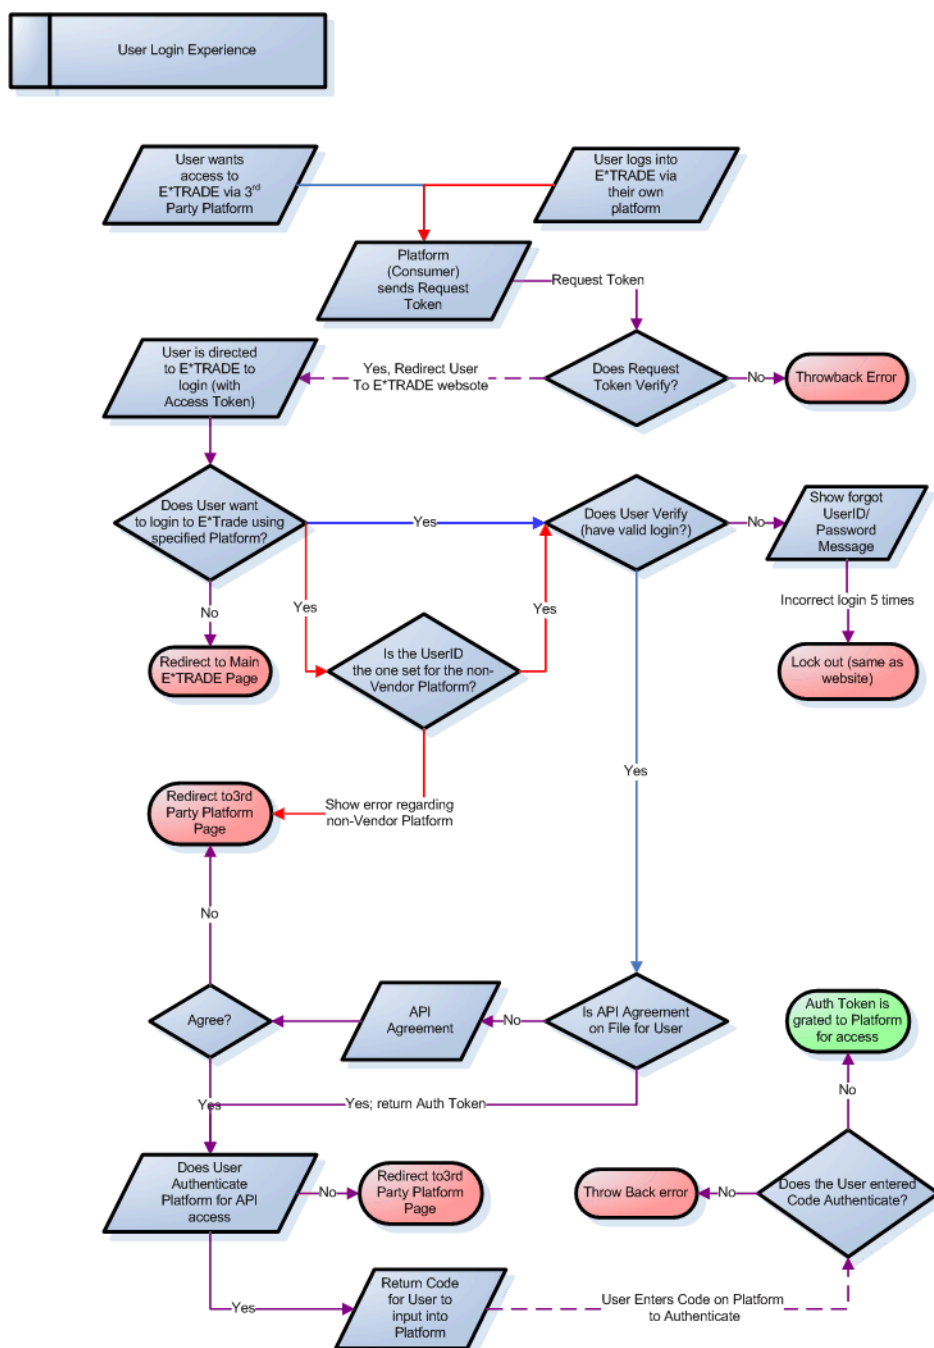 User Login Experience
User wants
access to
E*TRADE via 3rd
Party Platform
User logs into
E*TRADE via
their own
platform
Platform
(Consumer)
sends Request
Token
Request Token
User is directed
to E*TRADE to
login (with
Access Token)
Yes, Redirect User
To E*TRADE websote
Does Request
Token Verify?
No
Throwback Error
Does User want
to login to E*Trade using
specified Platform?
Yes
Does User Verify
(have valid login?)
No
Show forgot
UserID/
Password
Message
Incorrect login 5 times
No
Yes
Yes
Redirect to Main
E*TRADE Page
Is the UserID
the one set for the non-
Vendor Platform?
Lock out (same as
website)
Yes
Redirect to3rd
Party Platform
Page
Show error regarding
non-Vendor Platform
No
Agree?
API
Agreement
No
Is API Agreement
on File for User
Auth Token is
grated to Platform
for access
No
Yes
Yes; return Auth Token
Does User
Authenticate
Platform for API
access
No
Redirect to3rd
Party Platform
Page
Throw Back error
No
Does the User entered
Code Authenticate?
Yes
Return Code
for User to
input into
Platform
User Enters Code on Platform
to Authenticate